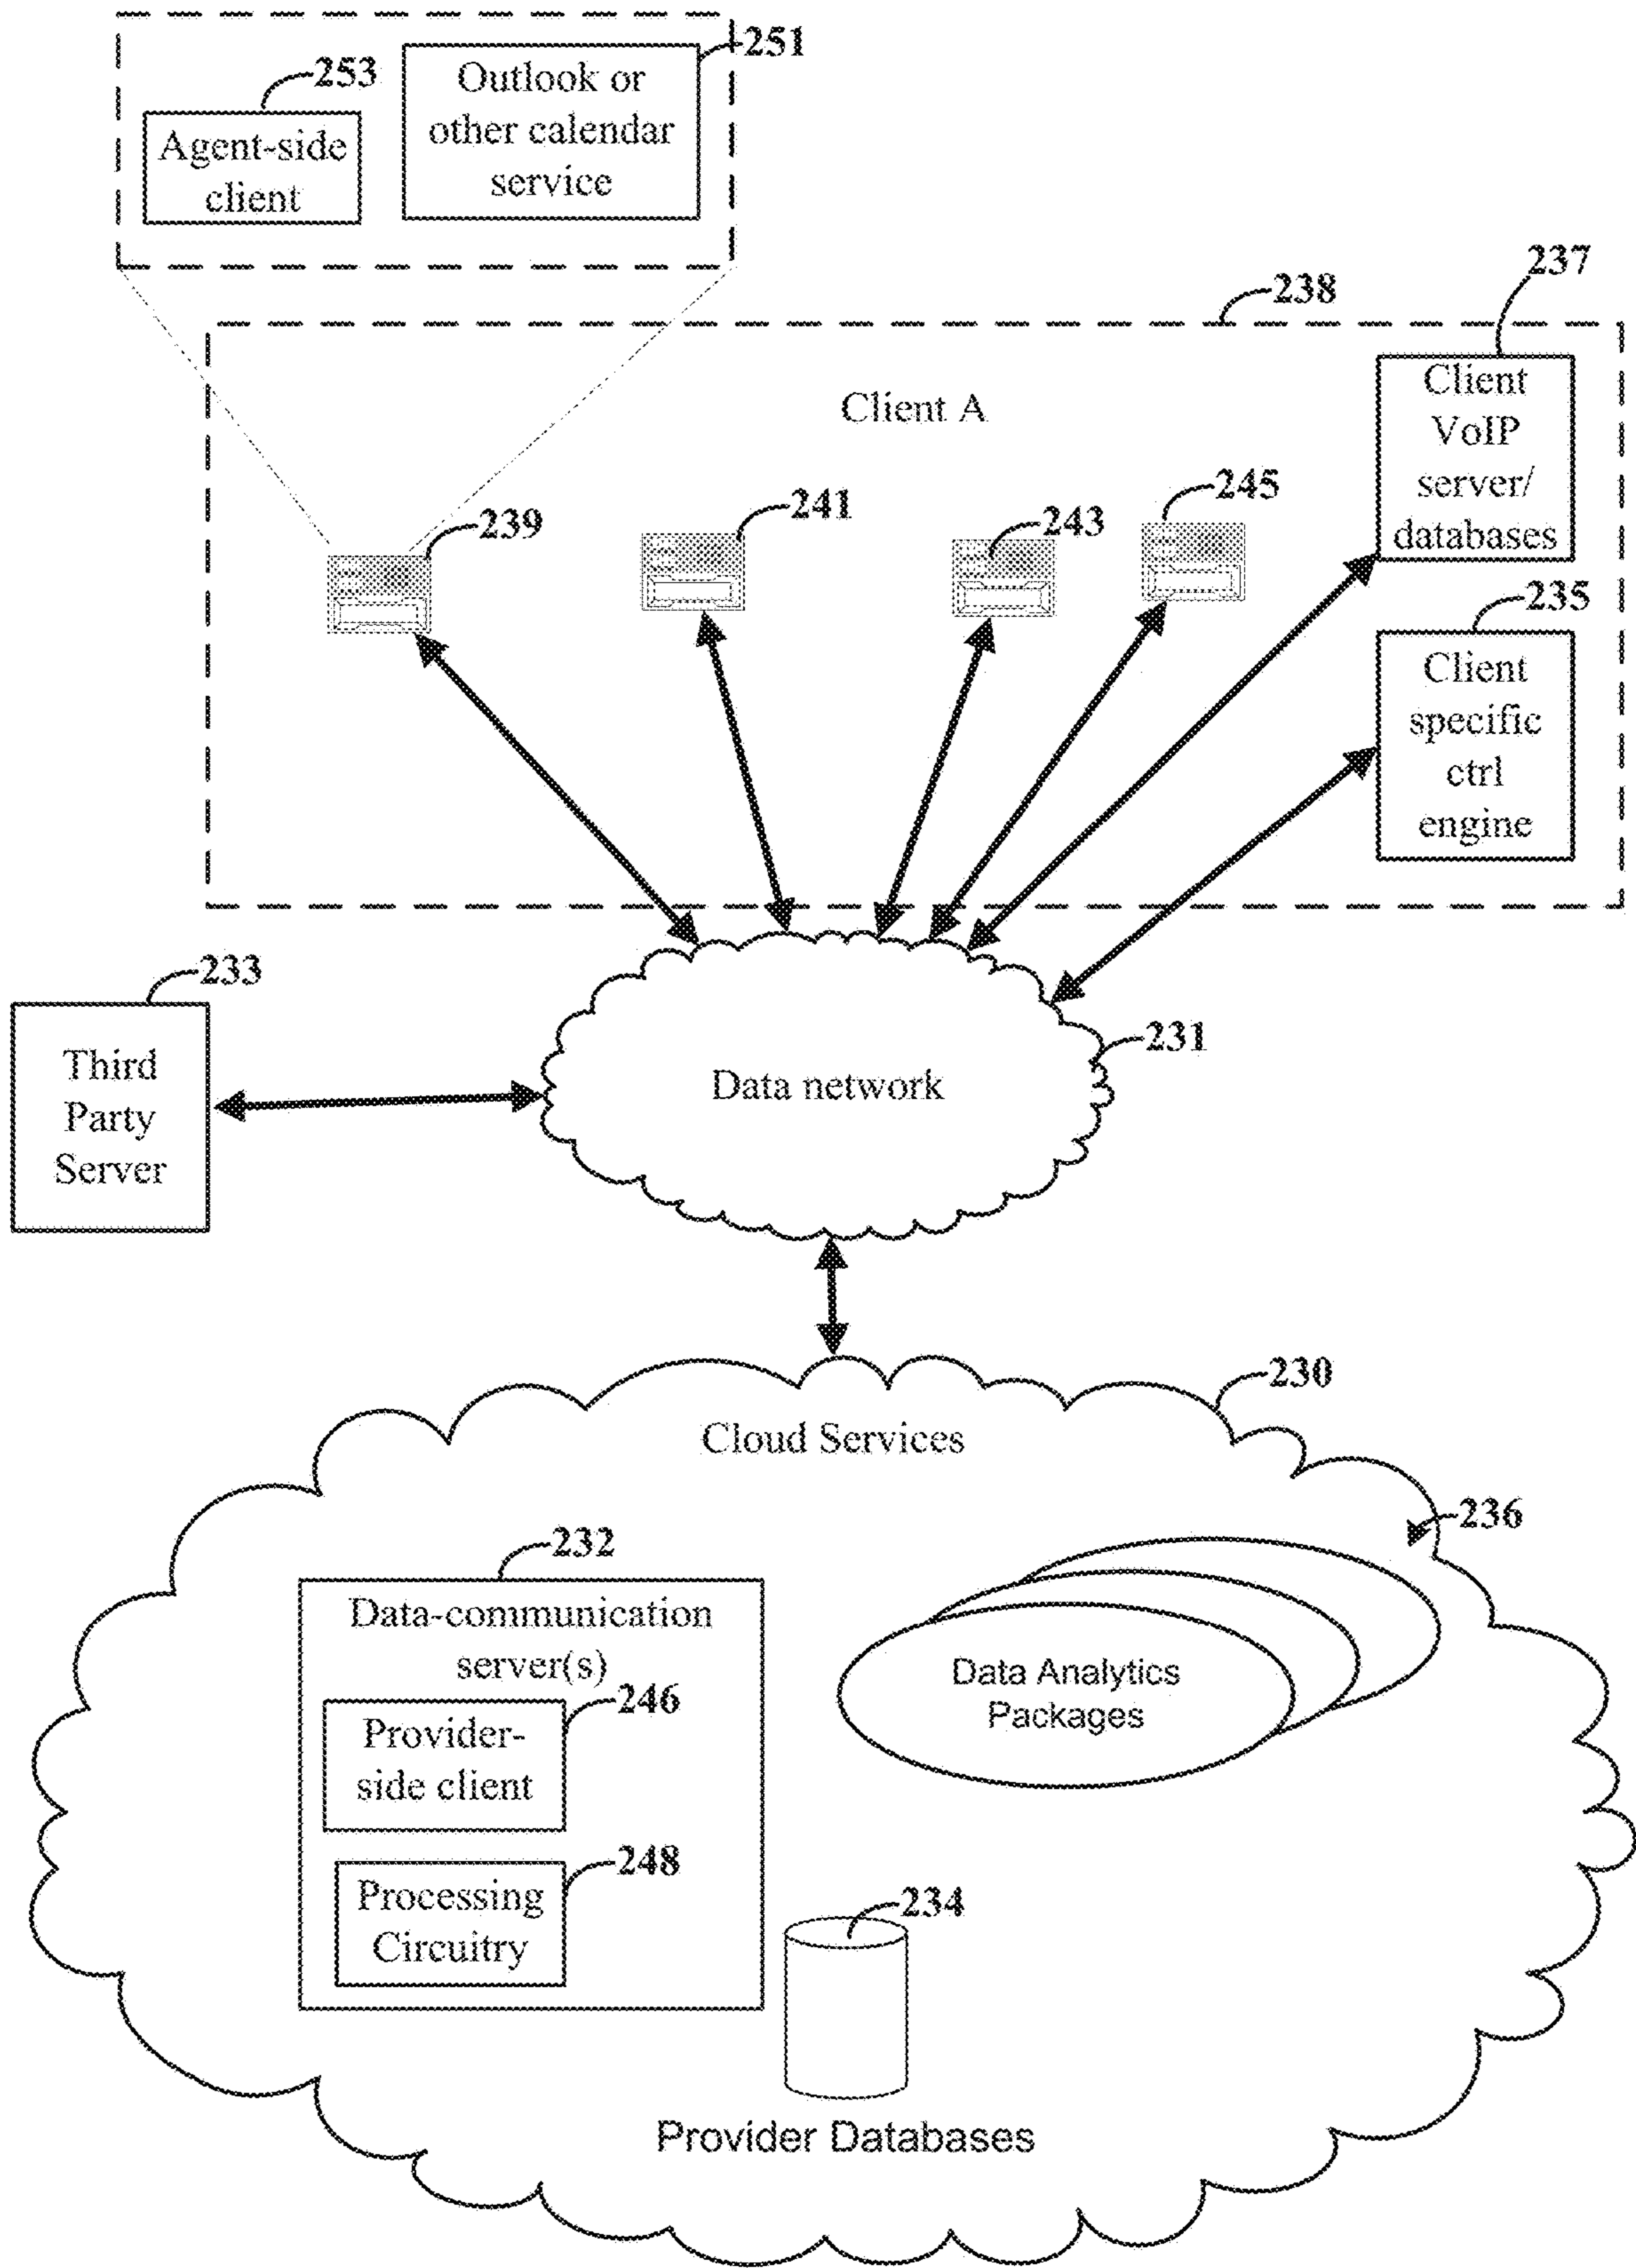 253
Agent-side
client
251
Outlook or
other calendar
service
238
237
Client A
Client
VoIP
server/
databases
239
241
243
245
235
Client
specific
ctrl
engine
233
Third
Party
Server
231
Data network
230
Cloud Services
236
232
Data-communication
server(s)
246
Provider-
side client
248
Processing
Circuitry
Data Analytics
Packages
234
Provider Databases